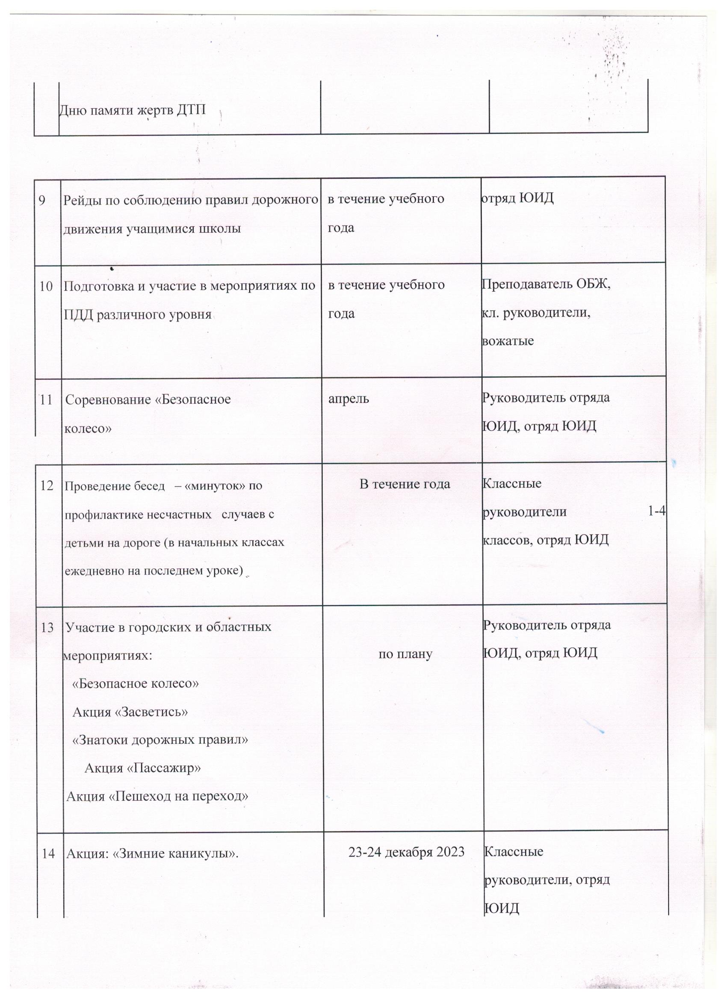 Дню памяти жертв ДТП
9 Рейды по соблюдению правил дорожного в течение учебного отряд ЮИД
движения учащимися школы года
10 Подготовка и участие в мероприятиях по в течение учебного Преподаватель ОБЖ,
ПДД различного уровня года кл. руководители,
вожатые
11 Соревнование «Безопасное апрель Руководитель отряда
колесо» ЮИД, отряд ЮИД
12 Проведение бесед – «минуток» по В течение года Классные
профилактике несчастных случаев с руководители 1-4
детьми на дороге (в начальных классах классов, отряд ЮИД
ежедневно на последнем уроке)
13 Участие в городских и областных Руководитель отряда
мероприятиях: по плану ЮИД, отряд ЮИД
«Безопасное колесо»
Акция «Засветись»
«Знатоки дорожных правил»
Акция «Пассажир»
Акция «Пешеход на переход»
14 Акция: «Зимние каникулы». 23-24 декабря 2023 Классные
руководители, отряд
ЮИД